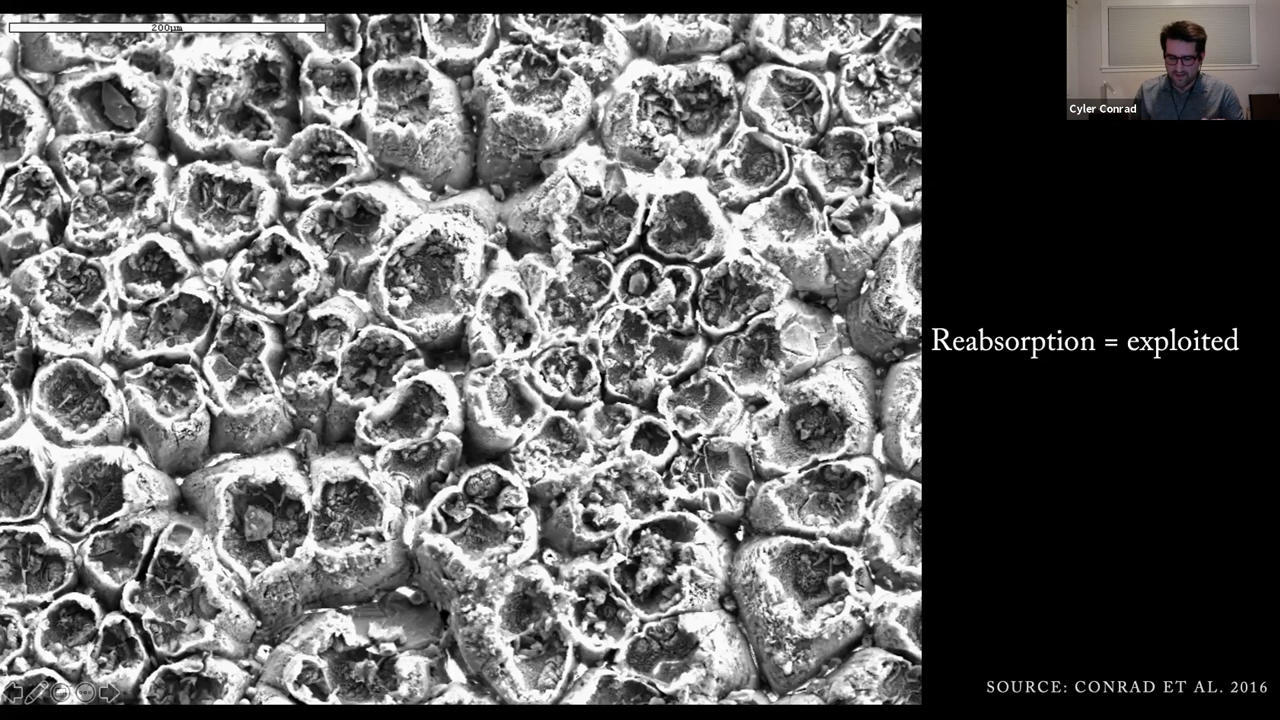 200µm
Cyler Conrad
Reabsorption = exploited
SOURCE: CONRAD ET AL. 2016